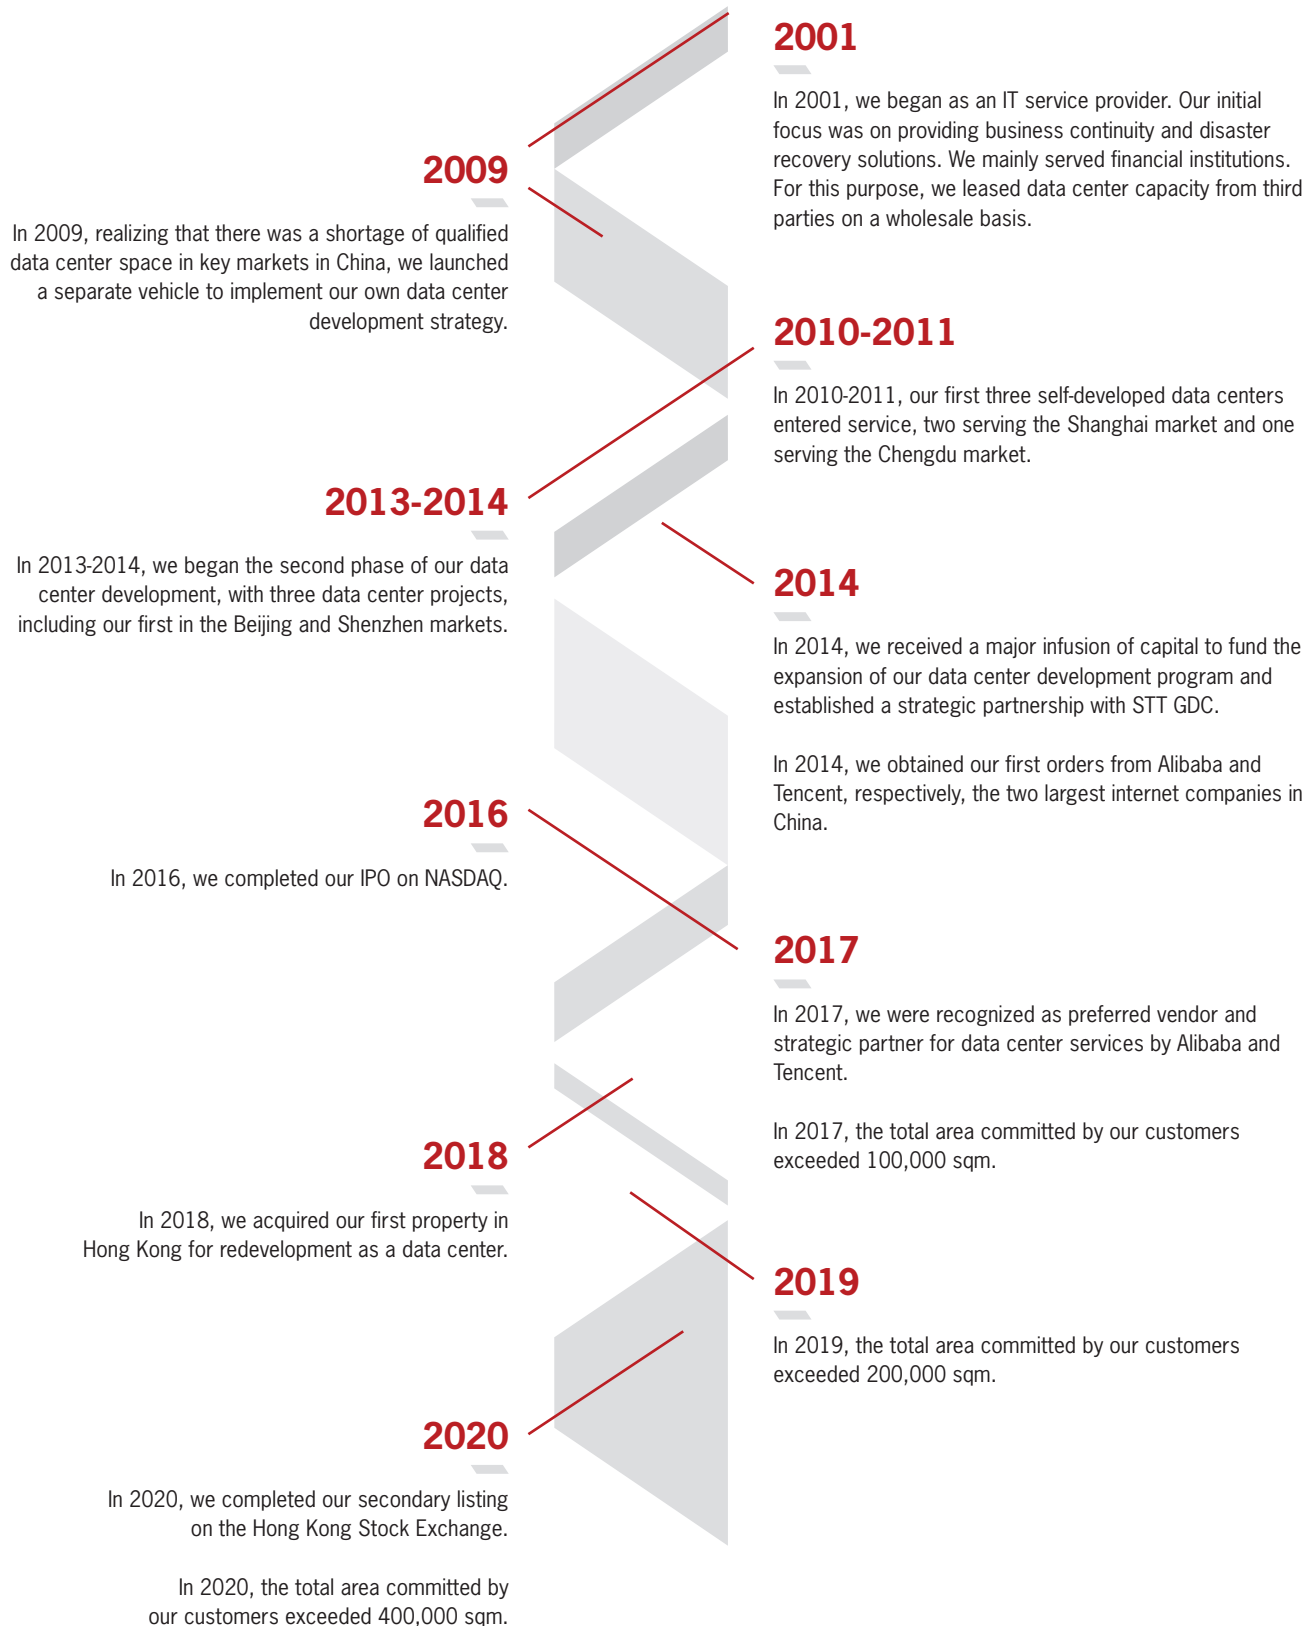 2001
In 2001, we began as an IT service provider. Our initial
focus was on providing business continuity and disaster
recovery solutions. We mainly served financial institutions.
For this purpose, we leased data center capacity from third
parties on a wholesale basis.
2009
In 2009, realizing that there was a shortage of qualified
data center space in key markets in China, we launched
a separate vehicle to implement our own data center
development strategy.
2010-2011
In 2010-2011, our first three self-developed data centers
entered service, two serving the Shanghai market and one
serving the Chengdu market.
2013-2014
In 2013-2014, we began the second phase of our data
center development, with three data center projects,
including our first in the Beijing and Shenzhen markets.
2014
In 2014, we received a major infusion of capital to fund the
expansion of our data center development program and
established a strategic partnership with STT GDC.
In 2014, we obtained our first orders from Alibaba and
Tencent, respectively, the two largest internet companies in
China.
2016
In 2016, we completed our IPO on NASDAQ.
2017
In 2017, we were recognized as preferred vendor and
strategic partner for data center services by Alibaba and
Tencent.
In 2017, the total area committed by our customers
exceeded 100,000 sqm.
2018
In 2018, we acquired our first property in
Hong Kong for redevelopment as a data center.
2019
In 2019, the total area committed by our customers
exceeded 200,000 sqm.
2020
In 2020, we completed our secondary listing
on the Hong Kong Stock Exchange.
In 2020, the total area committed by
our customers exceeded 400,000 sqm.